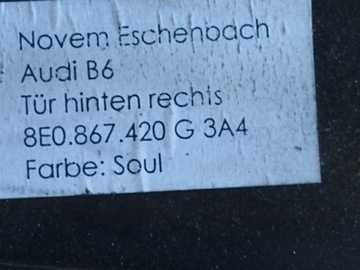 Novem Eschenbach
Audi B6
Tür hinten rechts
8E0.867.420 G 3A4
Farbe: Soul